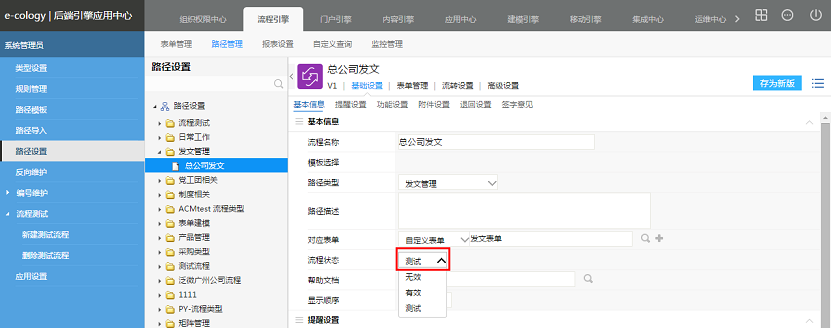 e-cology | 后端引擎应用中心
组织权限中心 流程引擎 门户引擎 内容引擎 应用中心 建模引擎 移动引擎 集成中心 运维中心
系统管理员
表单管理 路径管理 报表设置 自定义查询 监控管理
类型设置
规则管理
路径模板
路径导入
路径设置
反向维护
编号维护
流程测试
新建测试流程
删除测试流程
应用设置
路径设置
路径设置
流程测试
日常工作
发文管理
总公司发文
党工团相关
制度相关
ACMtest 流程类型
表单建模
产品管理
采购类型
测试流程
泛微广州公司流程
1111
PY-流程类型
矩阵管理
总公司发文
V1 | 基础设置 | 表单管理 | 流转设置 | 高级设置
存为新版
基本信息 提醒设置 功能设置 附件设置 退回设置 签字意见
基本信息
流程名称 总公司发文
模板选择
路径类型 发文管理
路径描述
对应表单 自定义表单 发文表单
流程状态 测试
无效
有效
测试
帮助文档
显示顺序
提醒设置